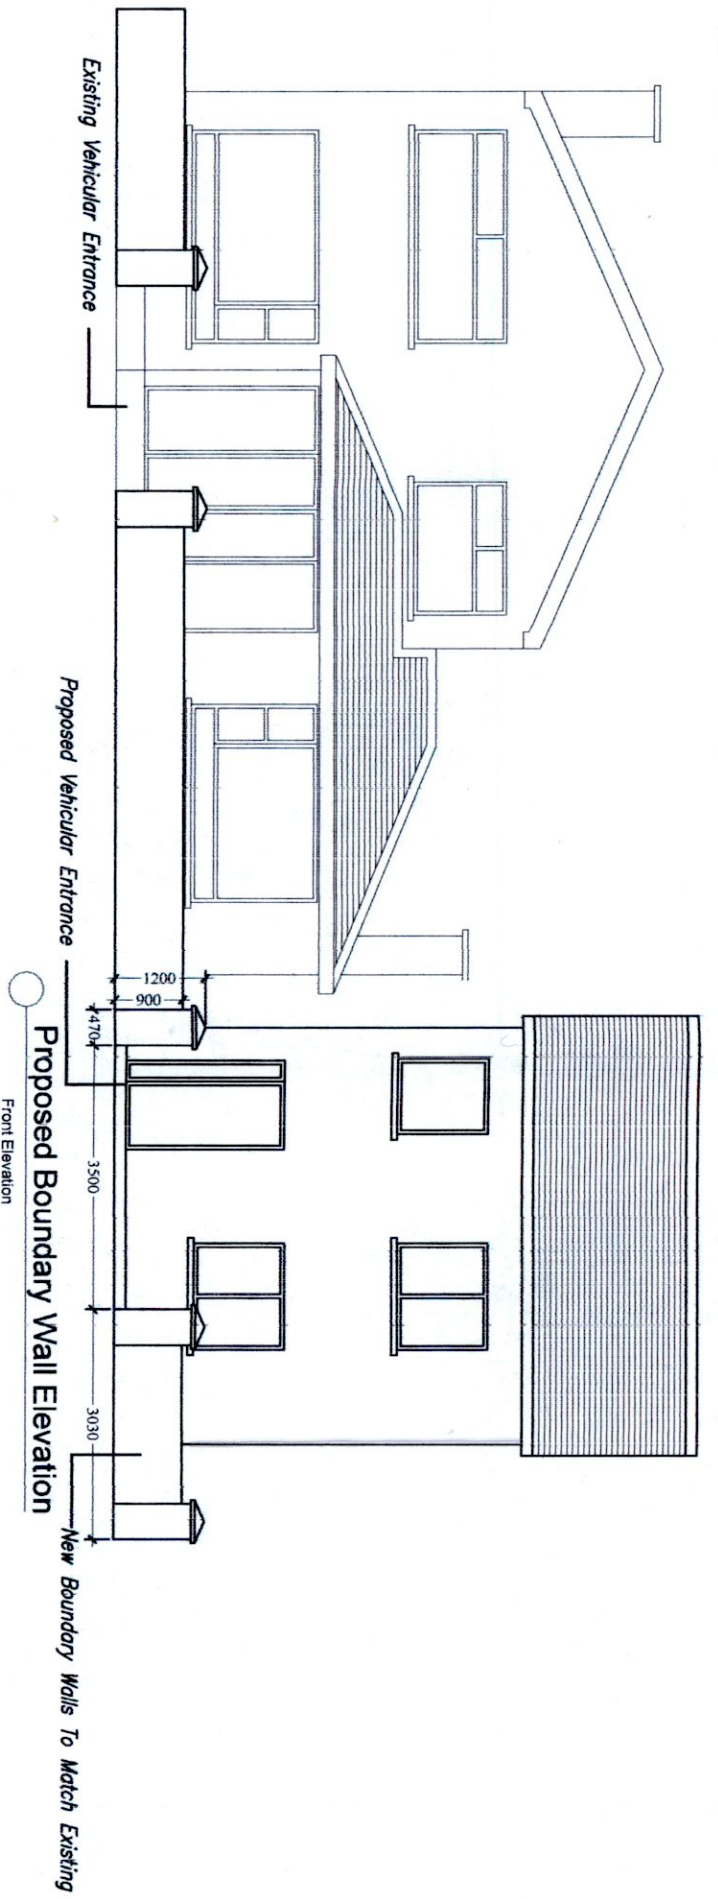 Existing Vehicular Entrance
Proposed Vehicular Entrance
1200
900
470
3500
3030
New Boundary Walls To Match Existing
Proposed Boundary Wall Elevation
Front Elevation